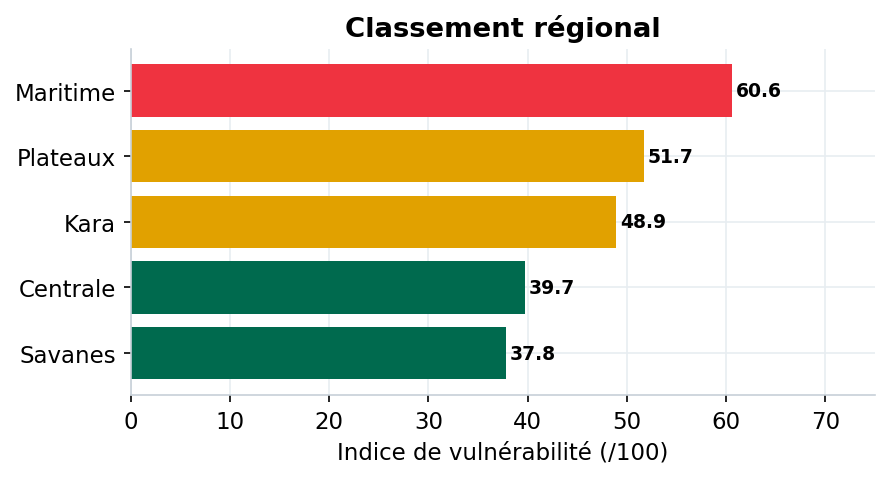 Classement régional
Maritime 60.6
Plateaux 51.7
Kara 48.9
Centrale 39.7
Savanes 37.8
0 10 20 30 40 50 60 70
Indice de vulnérabilité (/100)